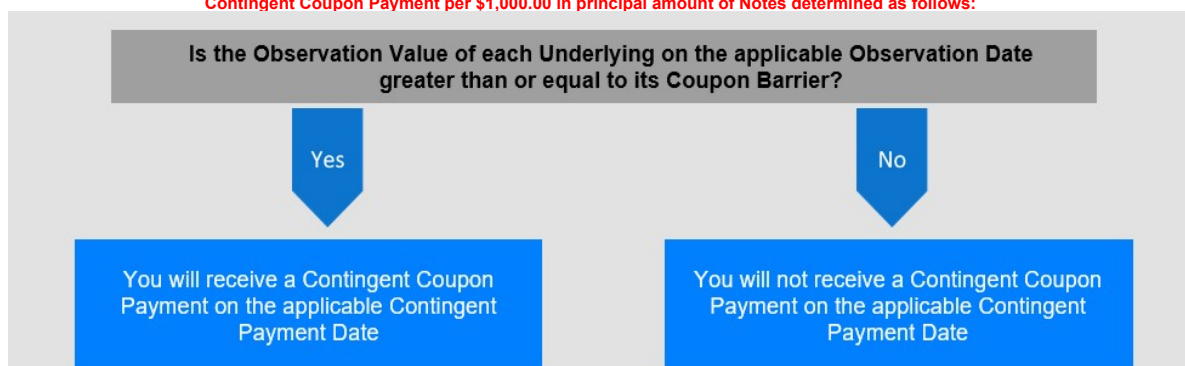 Contingent Coupon Payment per $1,000.00 in principal amount of Notes determined as follows:
Is the Observation Value of each Underlying on the applicable Observation Date
greater than or equal to its Coupon Barrier?
Yes
No
You will receive a Contingent Coupon
Payment on the applicable Contingent
Payment Date
You will not receive a Contingent Coupon
Payment on the applicable Contingent
Payment Date